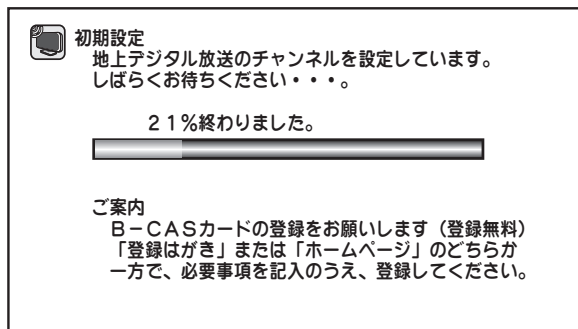 初期設定
地上デジタル放送のチャンネルを設定しています。
しばらくお待ちください・・・。
２１％終わりました。
ご案内
Ｂ－ＣＡＳカードの登録をお願いします（登録無料）
「登録はがき」または「ホームページ」のどちらか
一方で、必要事項を記入のうえ、登録してください。